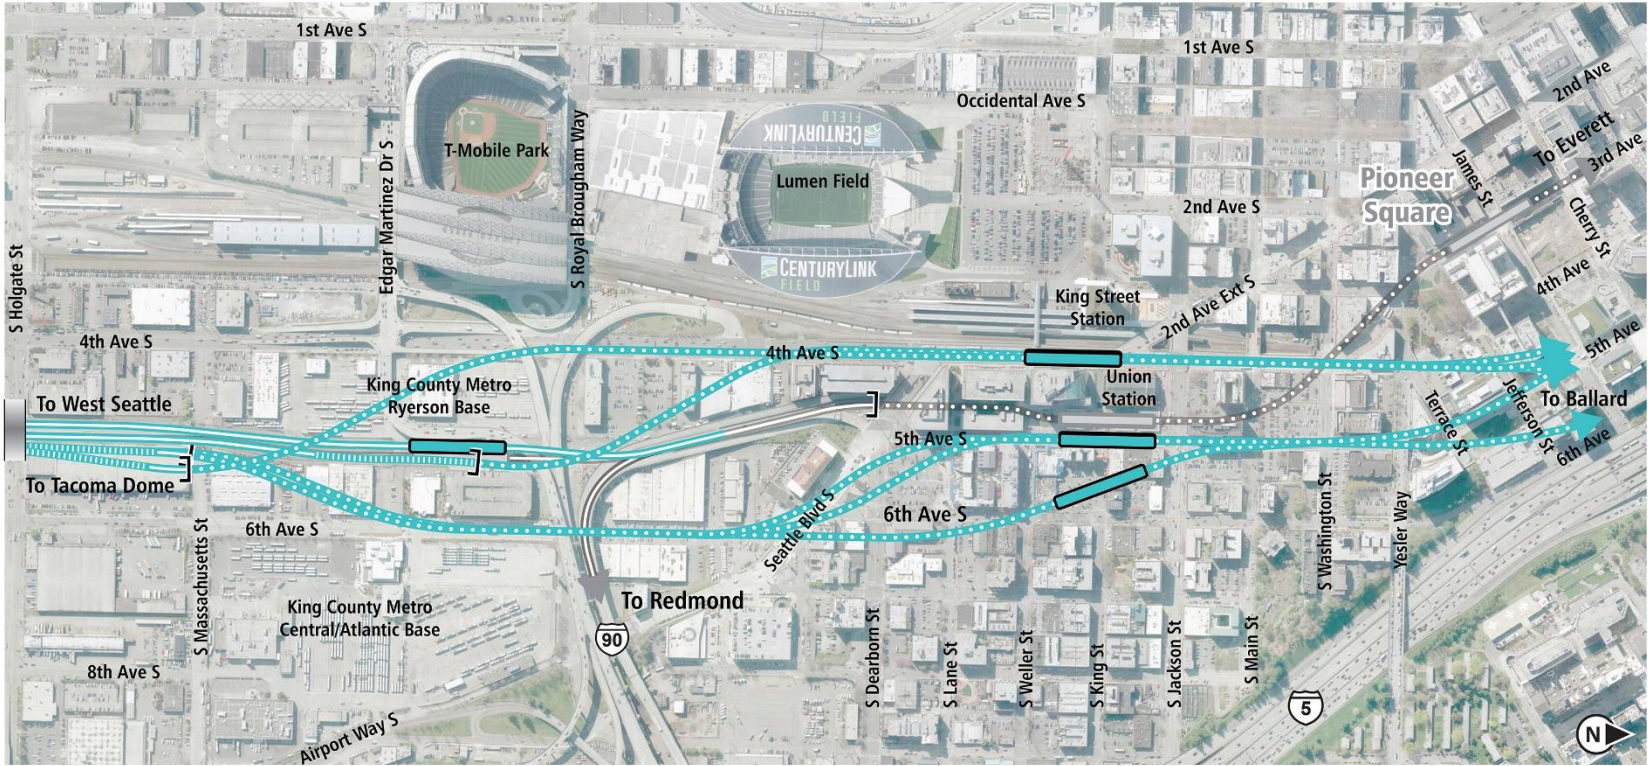 1st Ave S
1st Ave S
2nd Ave
Occidental Ave S
To Everett
3rd Ave
CENTURYLINK
FIELD
T-Mobile Park
Lumen Field
Edgar Martinez Dr S
S Royal Brougham Way
James St
Pioneer
Square
2nd Ave S
Cherry St
S Holgate St
CENTURYLINK
FIELD
4th Ave
King Street
Station
2nd Ave Ext S
4th Ave S
4th Ave S
5th Ave
King County Metro
Ryerson Base
Union
Station
To West Seattle
To Ballard
Terrace St
Jefferson St
5th Ave S
6th Ave
To Tacoma Dome
6th Ave S
6th Ave S
Seattle Blvd S
S Massachusetts St
S Washington St
Yesler Way
King County Metro
Central/Atlantic Base
To Redmond
90
S Dearborn St
S Lane St
S Weller St
S King St
S Jackson St
S Main St
8th Ave S
5
Airport Way S
N